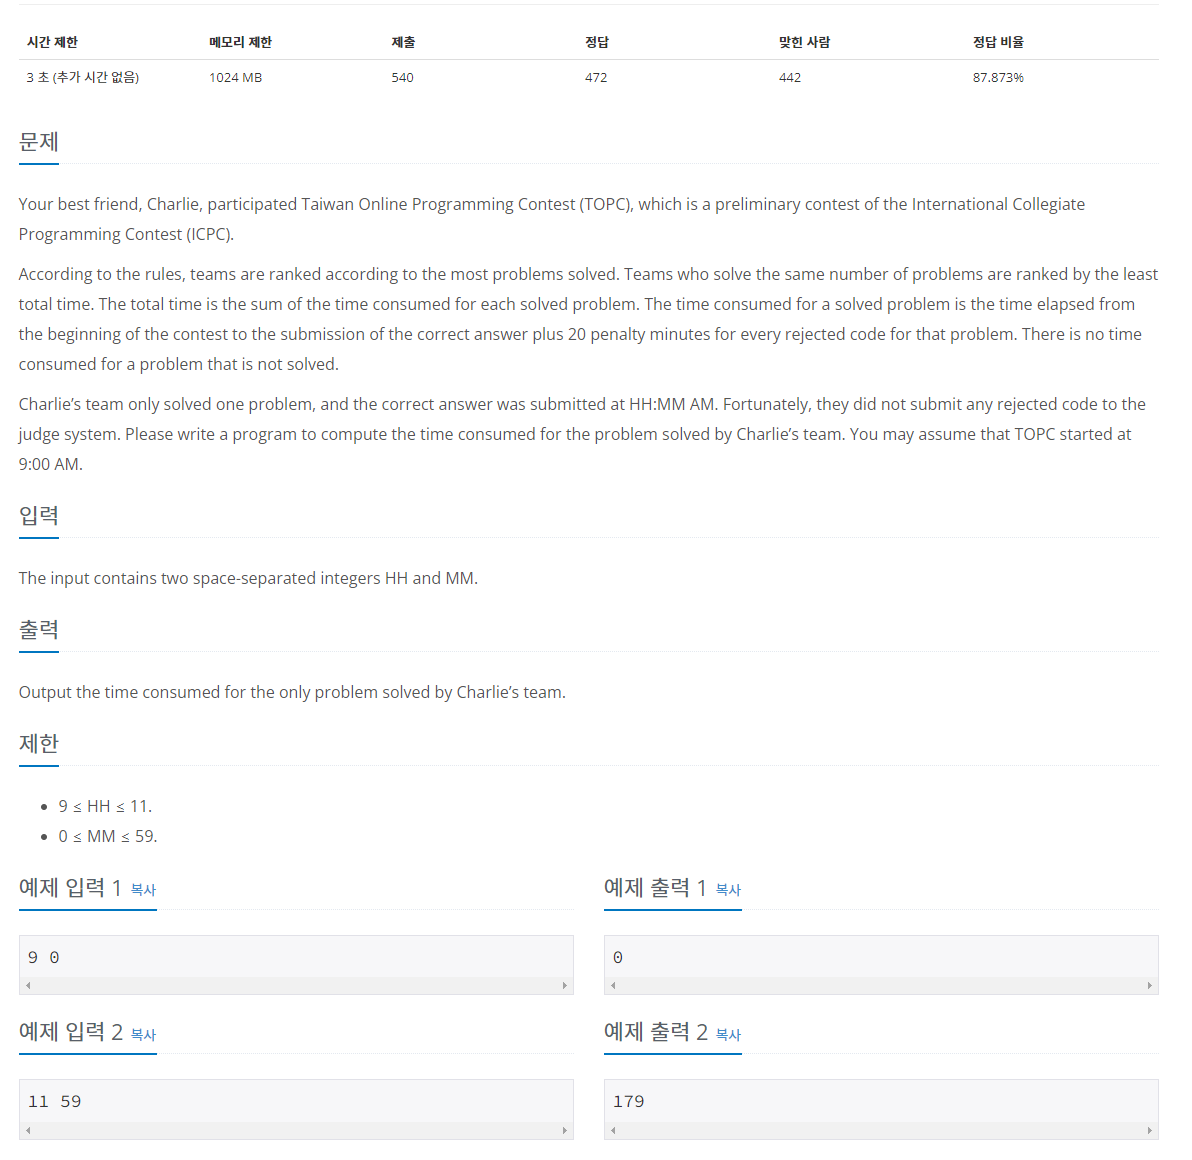 시간 제한 메모리 제한 제출 정답 맞힌 사람 정답 비율
3 초 (추가 시간 없음) 1024 MB 540 472 442 87.873%
문제
Your best friend, Charlie, participated Taiwan Online Programming Contest (TOPC), which is a preliminary contest of the International Collegiate
Programming Contest (ICPC).
According to the rules, teams are ranked according to the most problems solved. Teams who solve the same number of problems are ranked by the least
total time. The total time is the sum of the time consumed for each solved problem. The time consumed for a solved problem is the time elapsed from
the beginning of the contest to the submission of the correct answer plus 20 penalty minutes for every rejected code for that problem. There is no time
consumed for a problem that is not solved.
Charlie’s team only solved one problem, and the correct answer was submitted at HH:MM AM. Fortunately, they did not submit any rejected code to the
judge system. Please write a program to compute the time consumed for the problem solved by Charlie’s team. You may assume that TOPC started at
9:00 AM.
입력
The input contains two space-separated integers HH and MM.
출력
Output the time consumed for the only problem solved by Charlie’s team.
제한
• 9 ≤ HH ≤ 11.
• 0 ≤ MM ≤ 59.
예제 입력 1 복사 예제 출력 1 복사
9 0 0
예제 입력 2 복사 예제 출력 2 복사
11 59 179